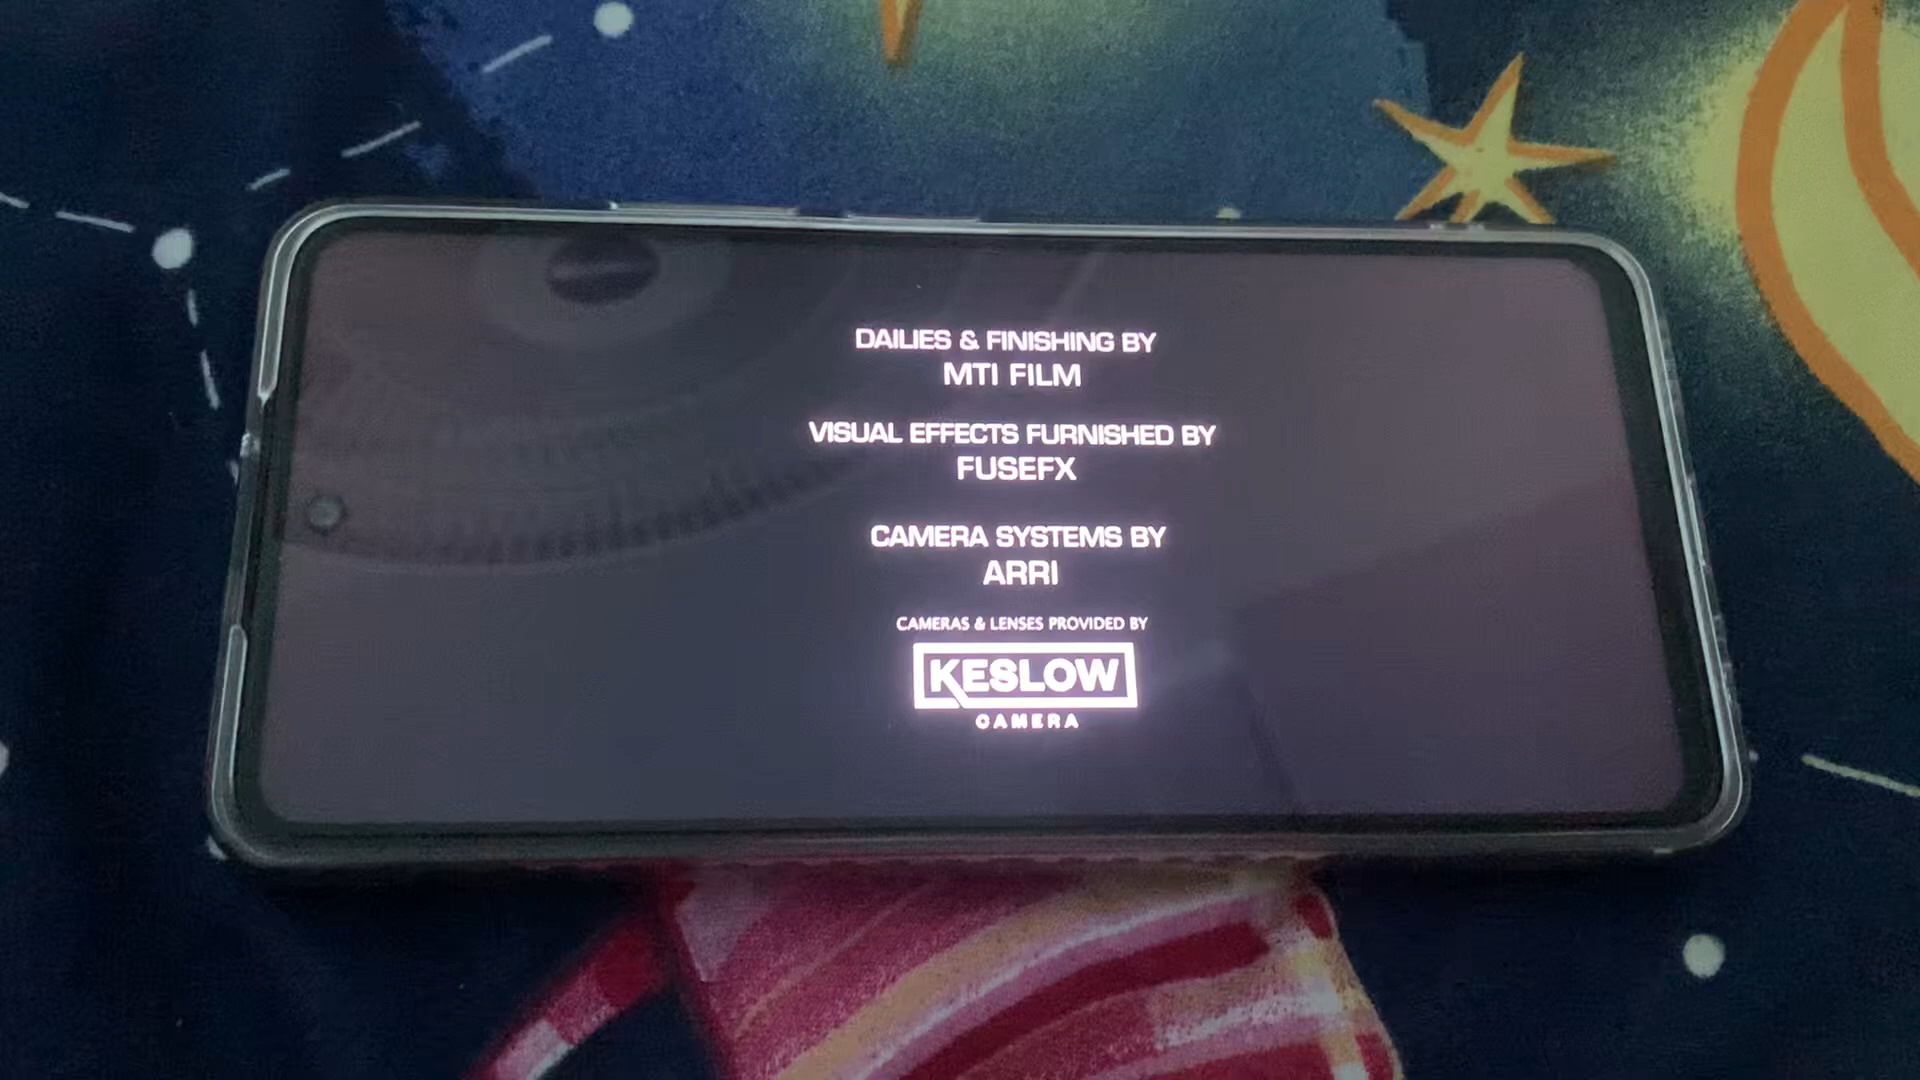 DAILIES & FINISHING BY
MTI FILM
VISUAL EFFECTS FURNISHED BY
FUSEFX
CAMERA SYSTEMS BY
ARRI
CAMERAS & LENSES PROVIDED BY
KESLOW
CAMERA